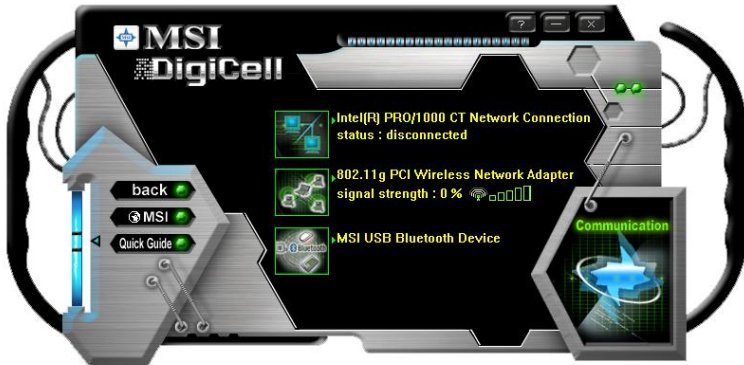 ?
MSI
DigiCell
Intel(R) PRO/1000 CT Network Connection
status : disconnected
802.11g PCI Wireless Network Adapter
signal strength : 0 %
MSI USB Bluetooth Device
Bluetooth
back
MSI
Quick Guide
Communication